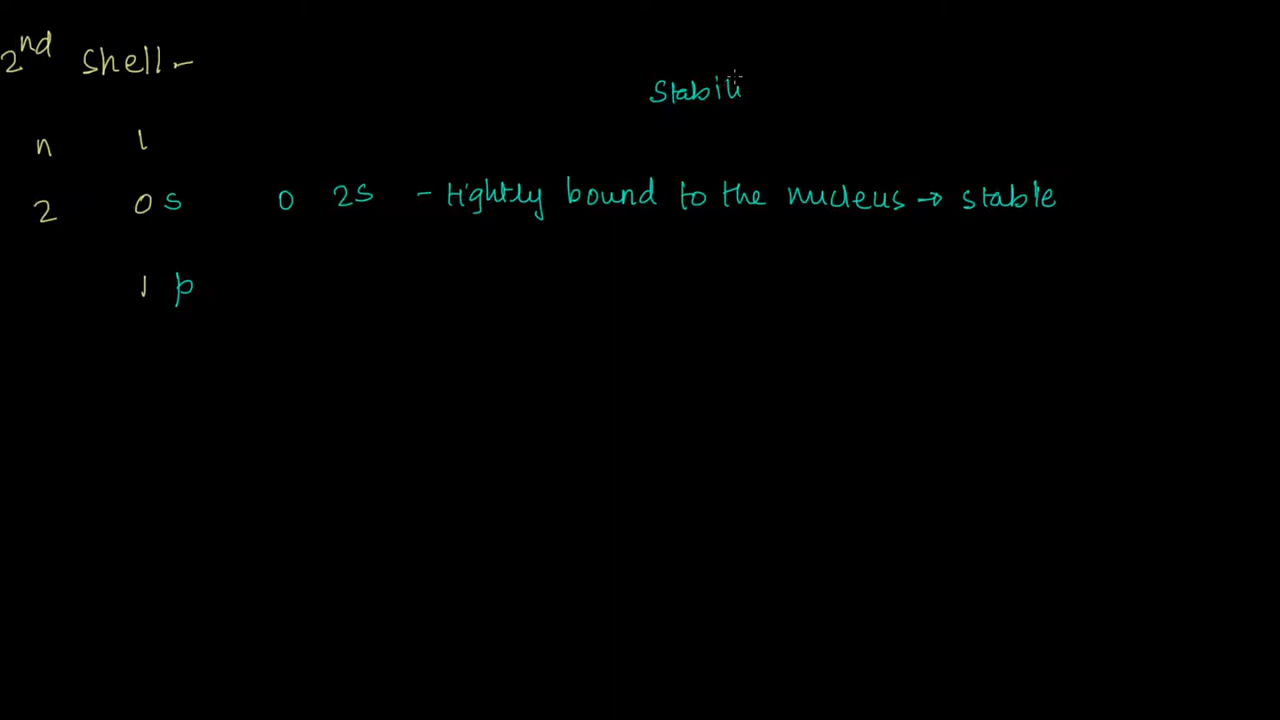 2nd shell -
Stabili
n l
2 0 s 0 2s - tightly bound to the nucleus → stable
1 p